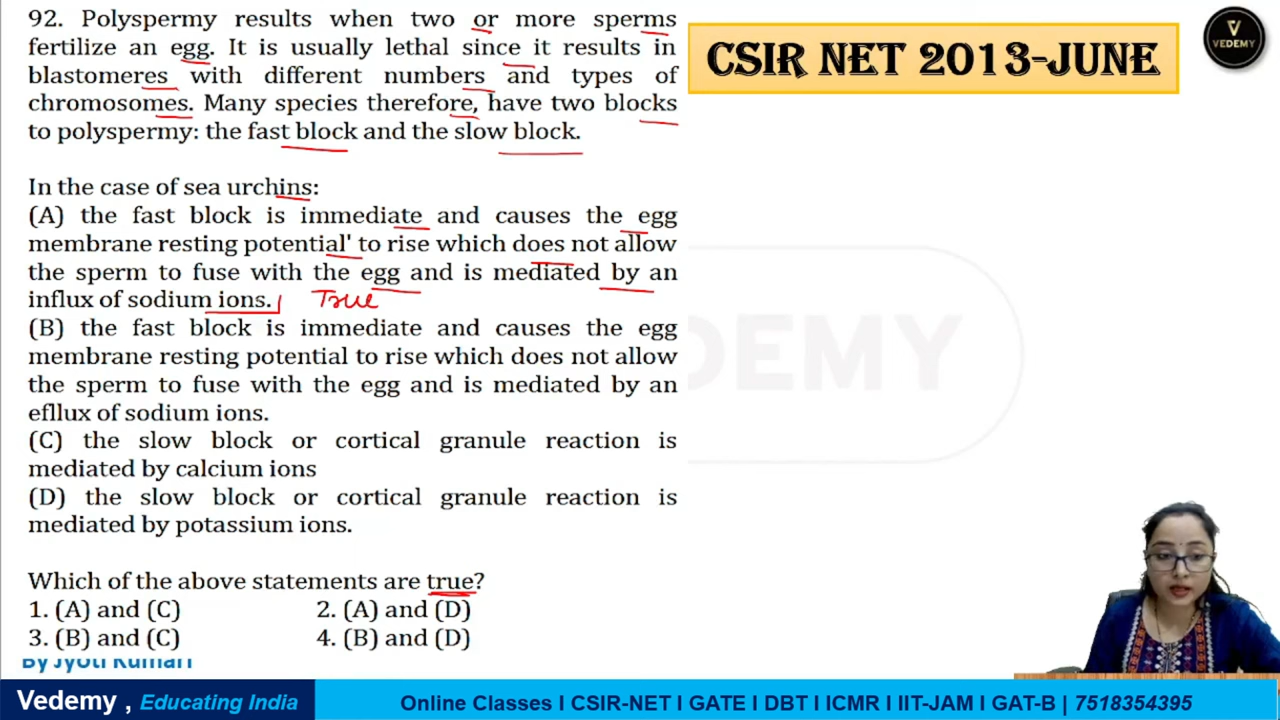 92. Polyspermy results when two or more sperms
fertilize an egg. It is usually lethal since it results in
blastomeres with different numbers and types of
chromosomes. Many species therefore, have two blocks
to polyspermy: the fast block and the slow block.
In the case of sea urchins:
(A) the fast block is immediate and causes the egg
membrane resting potential' to rise which does not allow
the sperm to fuse with the egg and is mediated by an
influx of sodium ions. True
(B) the fast block is immediate and causes the egg
membrane resting potential to rise which does not allow
the sperm to fuse with the egg and is mediated by an
efllux of sodium ions.
(C) the slow block or cortical granule reaction is
mediated by calcium ions
(D) the slow block or cortical granule reaction is
mediated by potassium ions.
Which of the above statements are true?
1. (A) and (C) 2. (A) and (D)
3. (B) and (C) 4. (B) and (D)
By Jyoti Kumari
CSIR NET 2013-JUNE
VEDEMY
DEMY
Vedemy , Educating India
Online Classes I CSIR-NET I GATE I DBT I ICMR I IIT-JAM I GAT-B | 7518354395